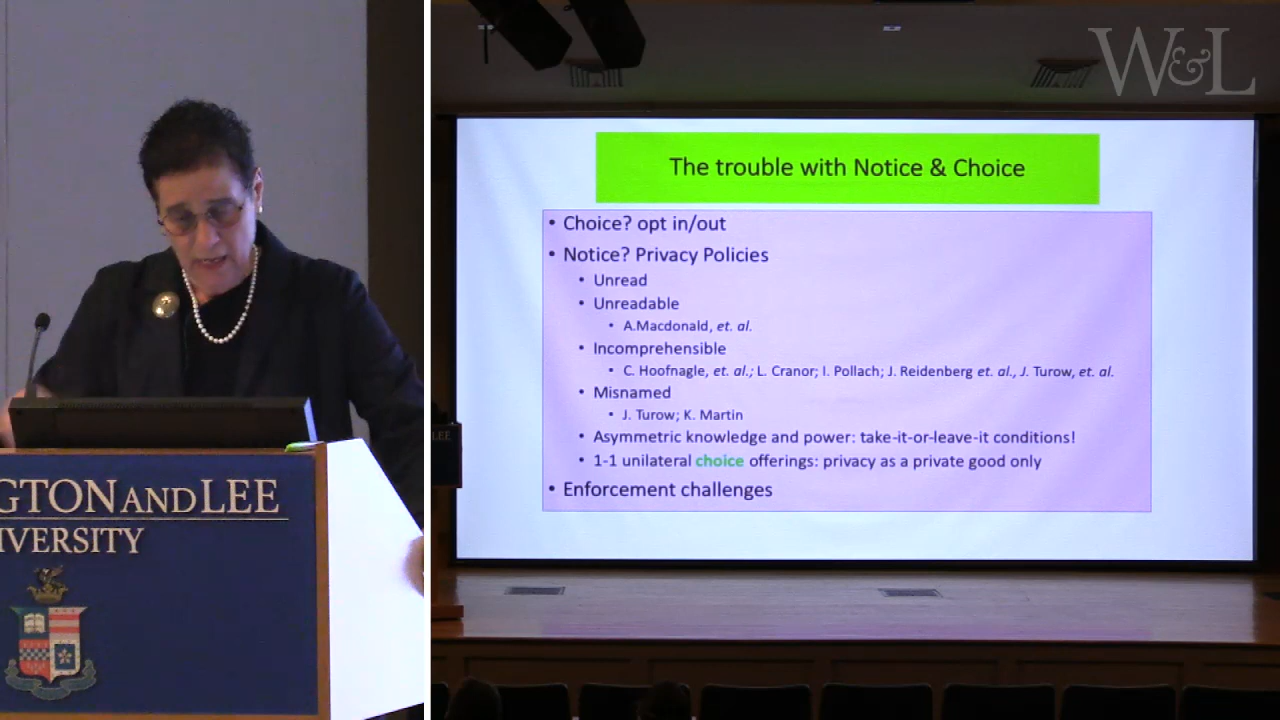 W&L
The trouble with Notice & Choice
• Choice? opt in/out
• Notice? Privacy Policies
• Unread
• Unreadable
• A.Macdonald, et. al.
• Incomprehensible
• C. Hoofnagle, et. al.; L. Cranor; I. Pollach; J. Reidenberg et. al., J. Turow, et. al.
• Misnamed
• J. Turow; K. Martin
• Asymmetric knowledge and power: take-it-or-leave-it conditions!
• 1-1 unilateral choice offerings: privacy as a private good only
• Enforcement challenges
LEE
GTON AND LEE
IVERSITY